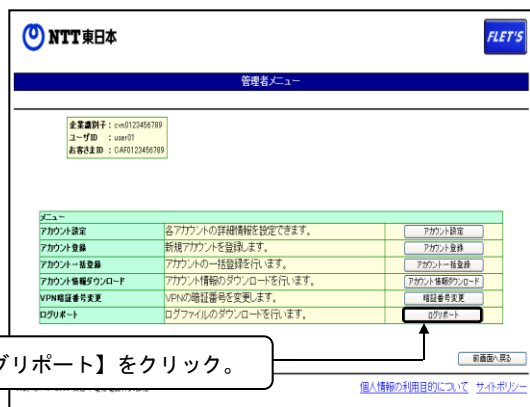 NTT東日本
FLET'S
管理者メニュー
企業識別子：cvn0123456789
ユーザID ：user01
お客さまID ：CAF0123456789
メニュー
アカウント設定 各アカウントの詳細情報を設定できます。 アカウント設定
アカウント登録 新規アカウントを登録します。 アカウント登録
アカウント一括登録 アカウントの一括登録を行います。 アカウント一括登録
アカウント情報ダウンロード アカウント情報のダウンロードを行います。 アカウント情報ダウンロード
VPN暗証番号変更 VPNの暗証番号を変更します。 暗証番号変更
ログリポート ログファイルのダウンロードを行います。 ログリポート
グリポート】をクリック。
前画面へ戻る
個人情報の利用目的について サイトポリシー